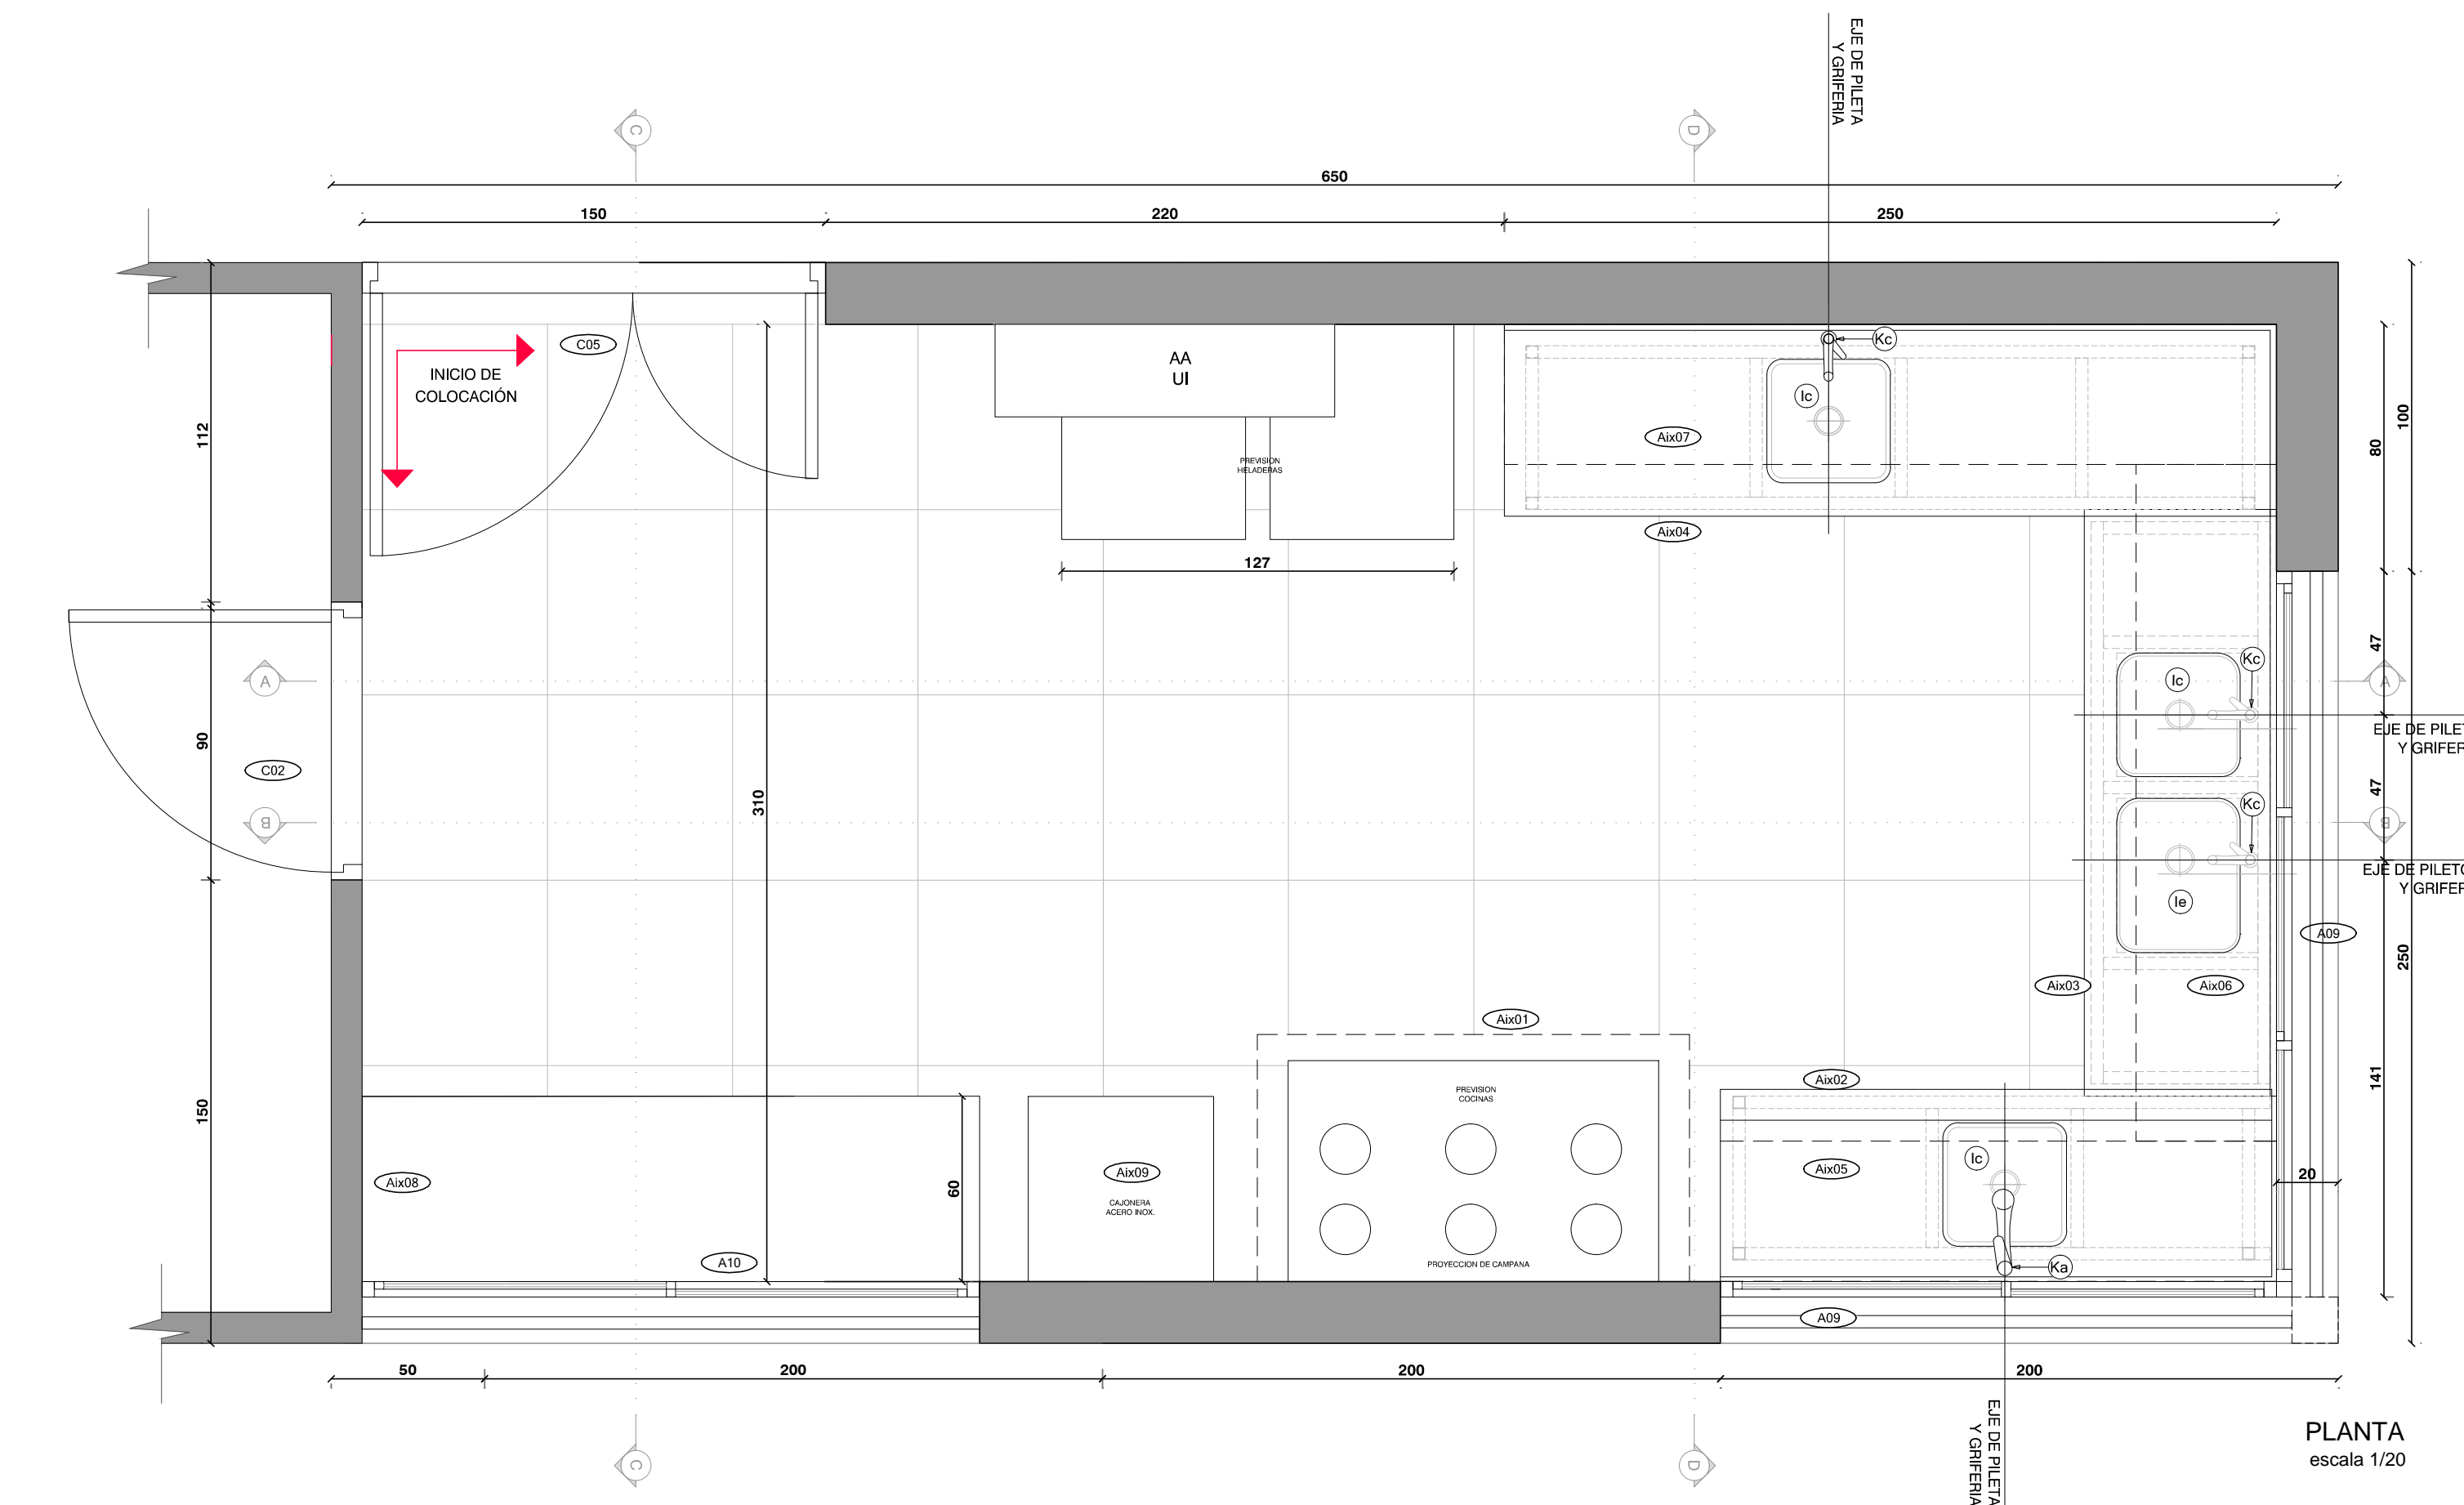 EJE DE PILETA
Y GRIFERIA
C
D
650
150
220
250
C05
INICIO DE
COLOCACIÓN
AA
UI
PREVISION
HELADERAS
Kc
Ic
Aix07
Aix04
127
112
100
80
47
A
C02
90
B
310
Kc
Ic
A
EJE DE PILET
Y GRIFER
47
Kc
B
EJE DE PILET
Y GRIFER
Ie
A09
250
Aix03
Aix06
Aix01
PREVISION
COCINAS
Aix02
141
150
Aix08
60
Aix09
CAJONERA
ACERO INOX.
Ic
Aix05
20
A10
PROYECCION DE CAMPANA
Ka
A09
50
200
200
200
EJE DE PILETA
Y GRIFERIA
C
D
PLANTA
escala 1/20